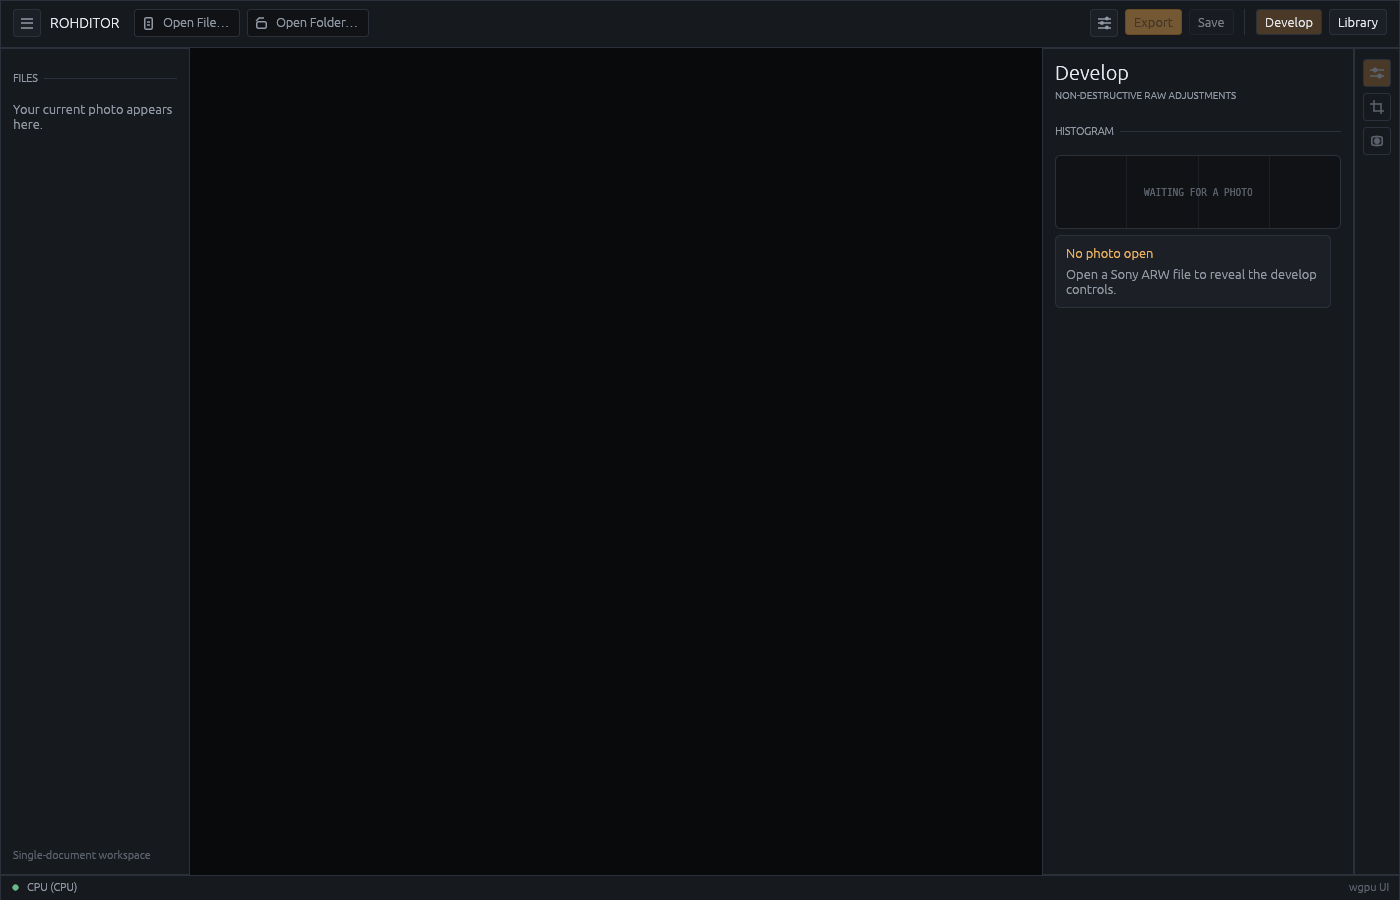 ROHDITOR
Open File...
Open Folder...
Export
Save
Develop
Library
FILES
Your current photo appears
here.
Single-document workspace
Develop
NON-DESTRUCTIVE RAW ADJUSTMENTS
HISTOGRAM
WAITING FOR A PHOTO
No photo open
Open a Sony ARW file to reveal the develop
controls.
CPU (CPU)
wgpu UI